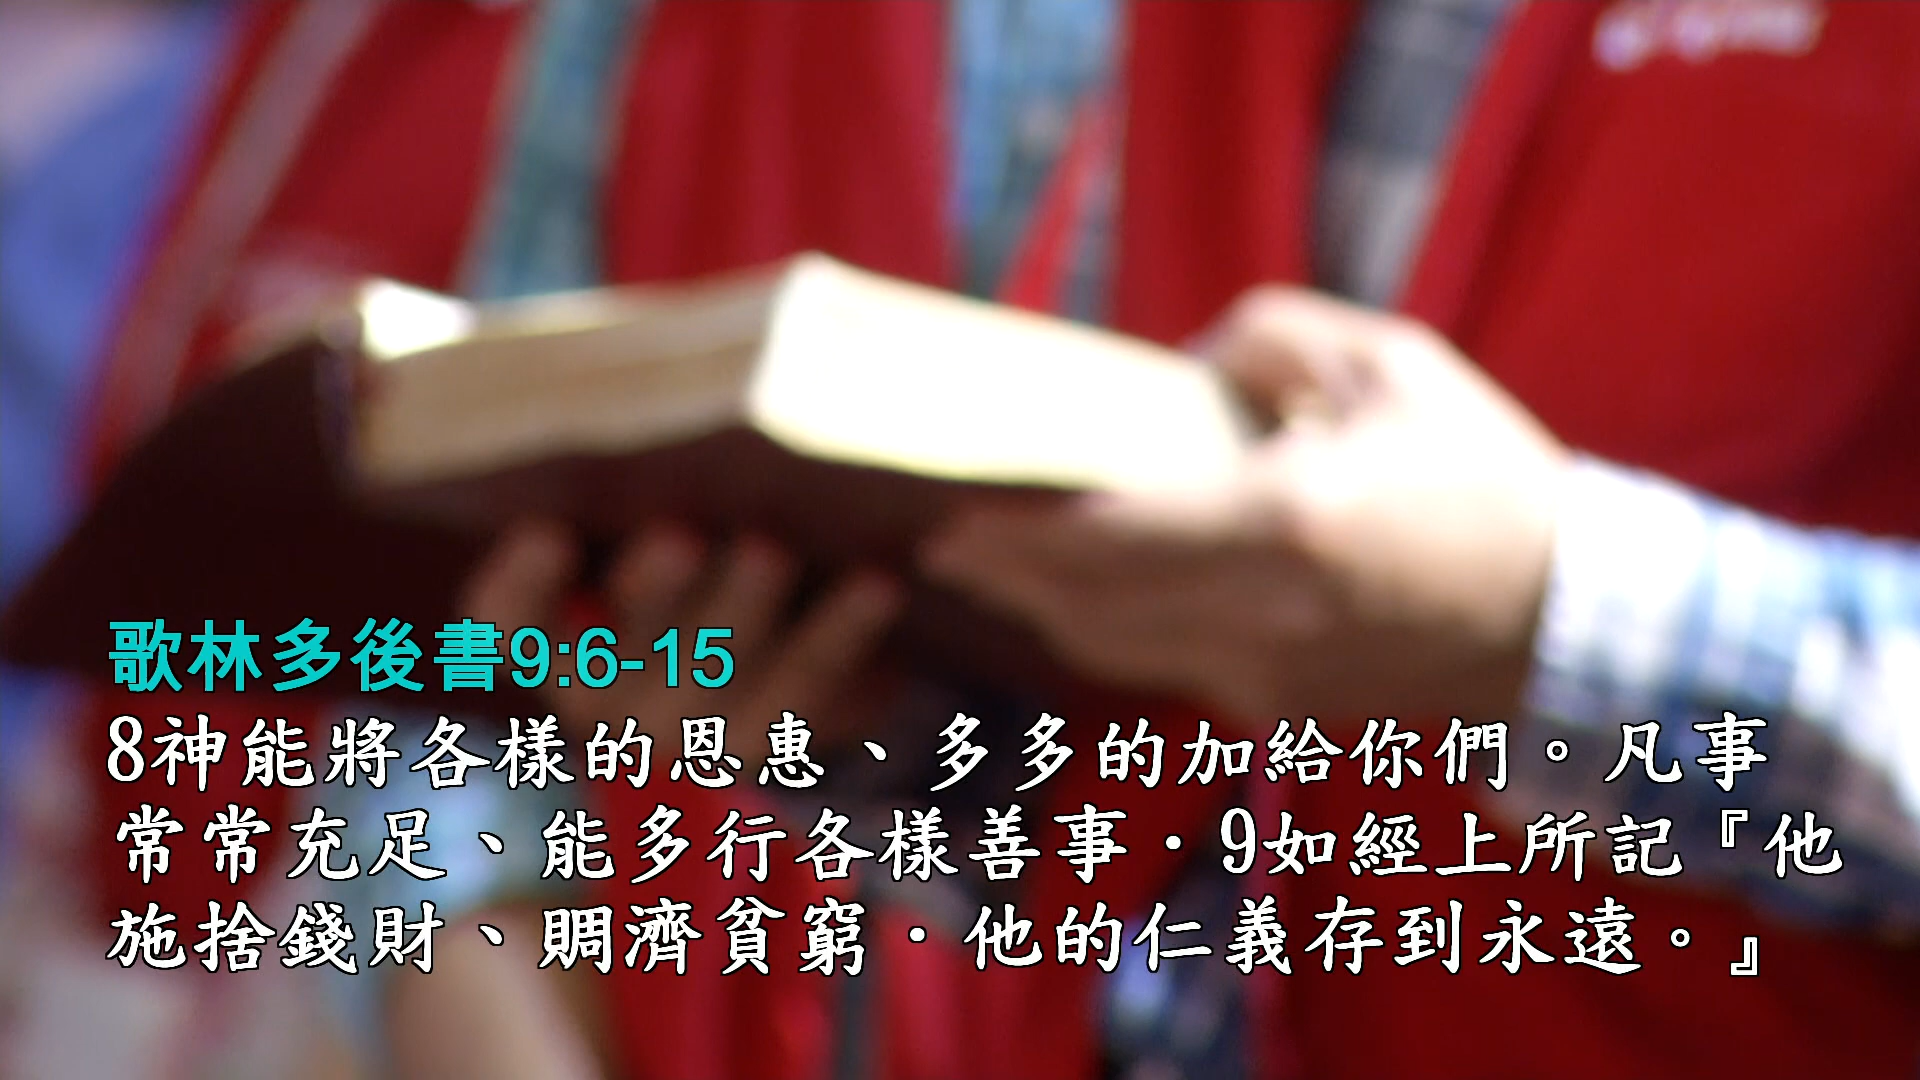 歌林多後書9:6-15
8神能將各樣的恩惠、多多的加給你們。凡事
常常充足、能多行各樣善事．9如經上所記『他
施捨錢財、賙濟貧窮．他的仁義存到永遠。』